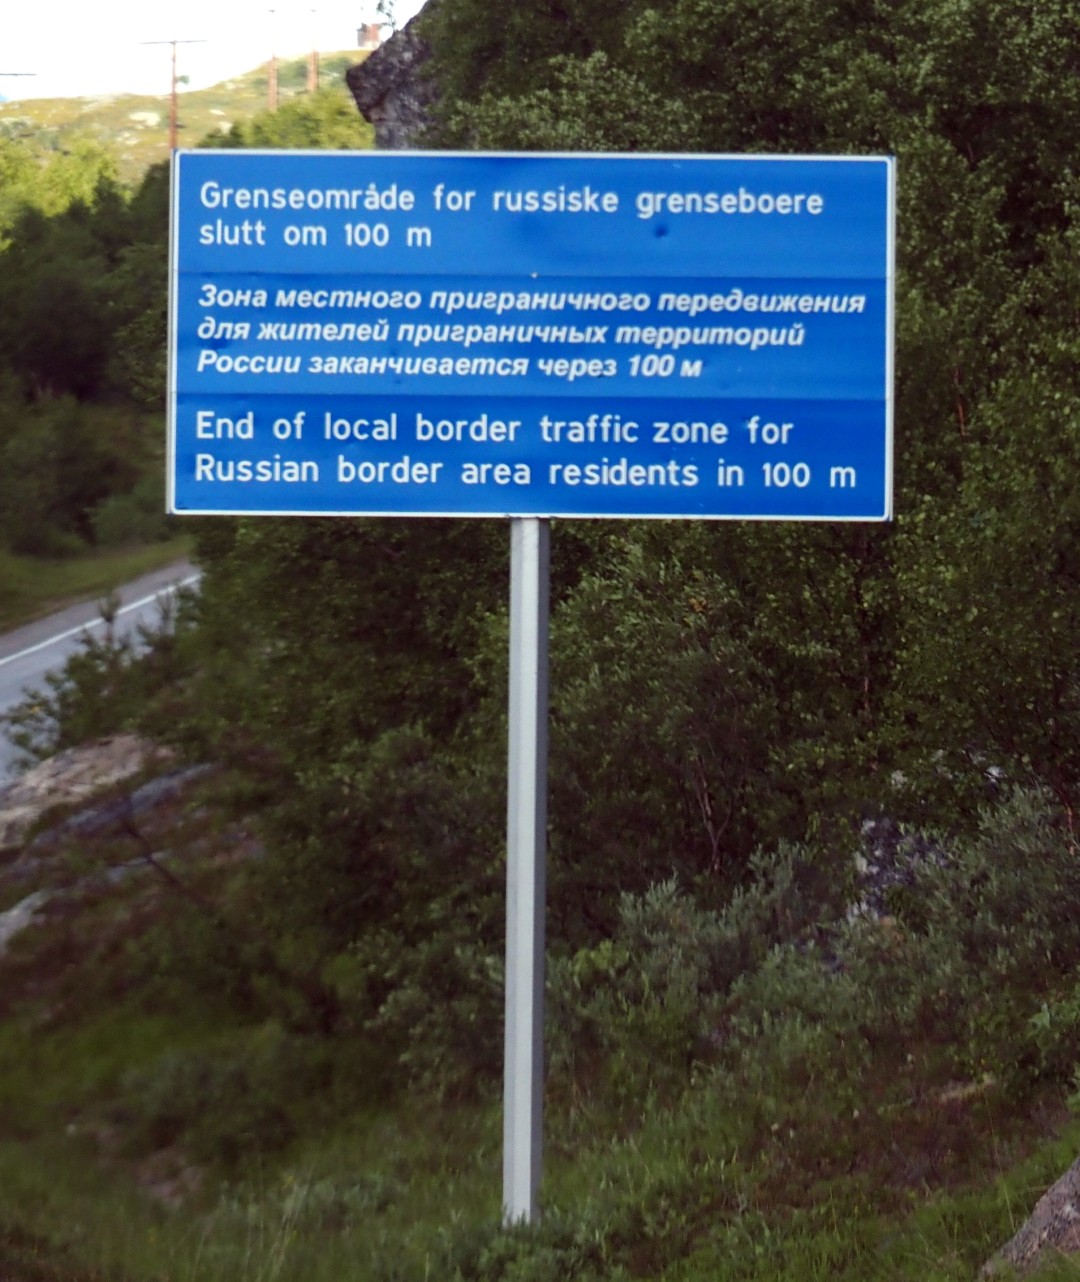 Grenseområde for russiske grenseboere
slutt om 100 m
Зона местного приграничного передвижения
для жителей приграничных территорий
России заканчивается через 100 м
End of local border traffic zone for
Russian border area residents in 100 m